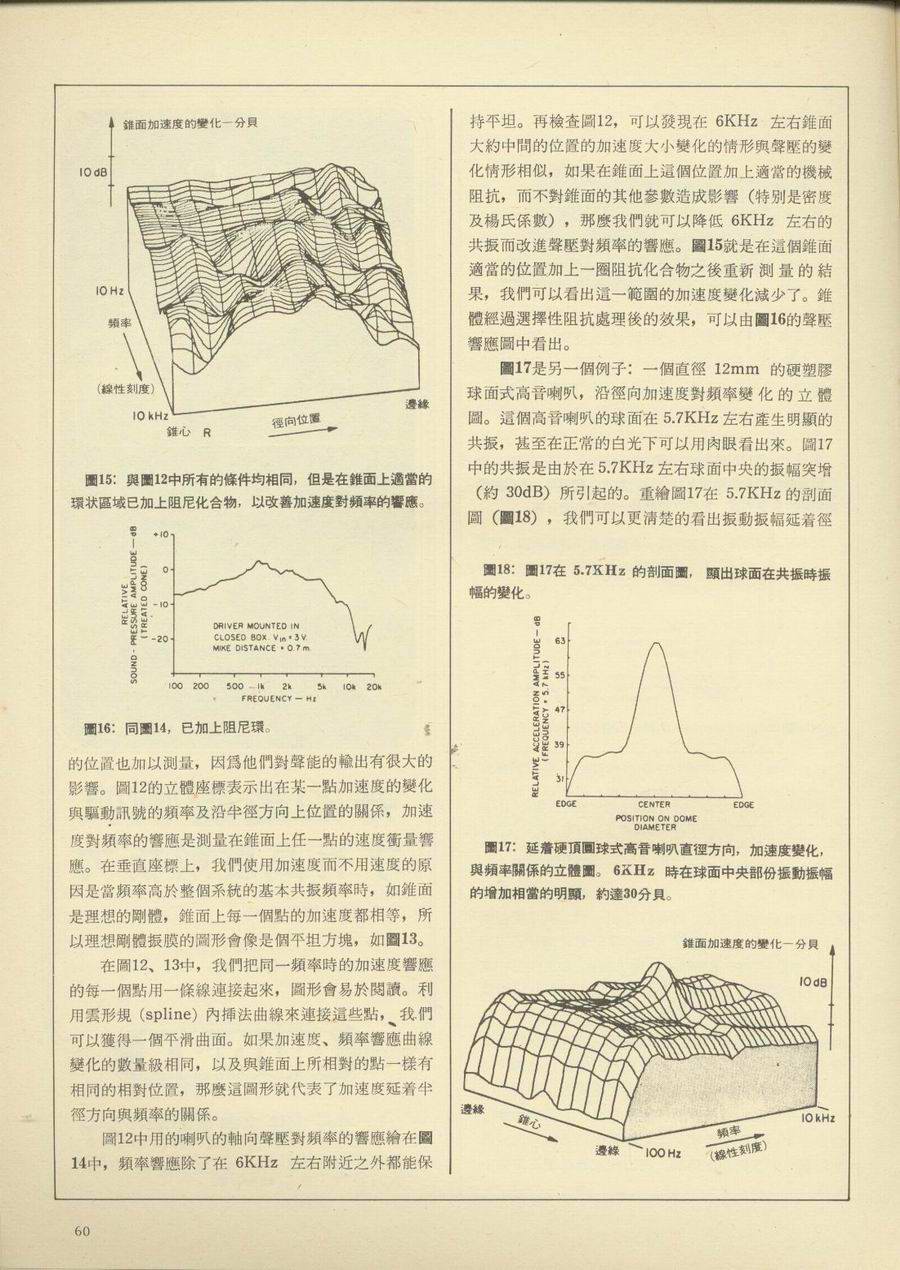 錐面加速度的變化一分貝
10 dB
10 Hz
頻率
(線性刻度)
10 kHz
錐心 R
徑向位置
邊緣
圖15：與圖12中所有的條件均相同，但是在錐面上適當的
環状區域已加上阻尼化合物，以改善加速度對頻率的響應。
RELATIVE
SOUND - PRESSURE AMPLITUDE — dB
(TREATED CONE)
+10
0
-10
-20
DRIVER MOUNTED IN
CLOSED BOX. Vin = 3 V.
MIKE DISTANCE = 0.7 m.
100 200 500 1k 2k 5k 10k 20k
FREQUENCY — Hz
圖16：同圖14，已加上阻尼環。
的位置也加以測量，因爲他們對聲能的輸出有很大的
影響。圖12的立體座標表示出在某一點加速度的變化
與驅動訊號的頻率及沿半徑方向上位置的關係，加速
度對頻率的響應是測量在錐面上任一點的速度衡量響
應。在垂直座標上，我們使用加速度而不用速度的原
因是當頻率高於整個系統的基本共振頻率時，如錐面
是理想的剛體，錐面上每一個點的加速度都相等，所
以理想剛體振膜的圖形會像是個平坦方塊，如圖13。
在圖12、13中，我們把同一頻率時的加速度響應
的每一個點用一條線連接起來，圖形會易於閱讀。利
用雲形規（spline）內揷法曲線來連接這些點，我們
可以獲得一個平滑曲面。如果加速度、頻率響應曲線
變化的數量級相同，以及與錐面上所相對的點一樣有
相同的相對位置，那麼這圖形就代表了加速度延着半
徑方向與頻率的關係。
圖12中用的喇叭的軸向聲壓對頻率的響應繪在圖
14中，頻率響應除了在 6KHz 左右附近之外都能保
持平坦。再檢查圖12，可以發現在 6KHz 左右錐面
大約中間的位置的加速度大小變化的情形與聲壓的變
化情形相似，如果在錐面上這個位置加上適當的機械
阻抗，而不對錐面的其他參數造成影響（特別是密度
及楊氏係數），那麼我們就可以降低 6KHz 左右的
共振而改進聲壓對頻率的響應。圖15就是在這個錐面
適當的位置加上一圈阻抗化合物之後重新測量的結
果，我們可以看出這一範圍的加速度變化減少了。錐
體經過選擇性阻抗處理後的效果，可以由圖16的聲壓
響應圖中看出。
圖17是另一個例子：一個直徑 12mm 的硬塑膠
球面式高音喇叭，沿徑向加速度對頻率變化的立體
圖。這個高音喇叭的球面在 5.7KHz 左右產生明顯的
共振，甚至在正常的白光下可以用肉眼看出來。圖17
中的共振是由於在 5.7KHz 左右球面中央的振幅突增
（約 30dB）所引起的。重繪圖17在 5.7KHz 的剖面
圖（圖18），我們可以更清楚的看出振動振幅延着徑
圖18：圖17在 5.7KHz 的剖面圖，顯出球面在共振時振
幅的變化。
RELATIVE ACCELERATION AMPLITUDE — dB
(FREQUENCY = 5.7 kHz)
63
55
47
39
31
EDGE CENTER EDGE
POSITION ON DOME
DIAMETER
圖17：延着硬頂圓球式高音喇叭直徑方向，加速度變化，
與頻率關係的立體圖。6KHz 時在球面中央部份振動振幅
的增加相當的明顯，約達30分貝。
錐面加速度的變化一分貝
10 dB
邊緣
錐心
邊緣
100 Hz
頻率
(線性刻度)
10 kHz
60